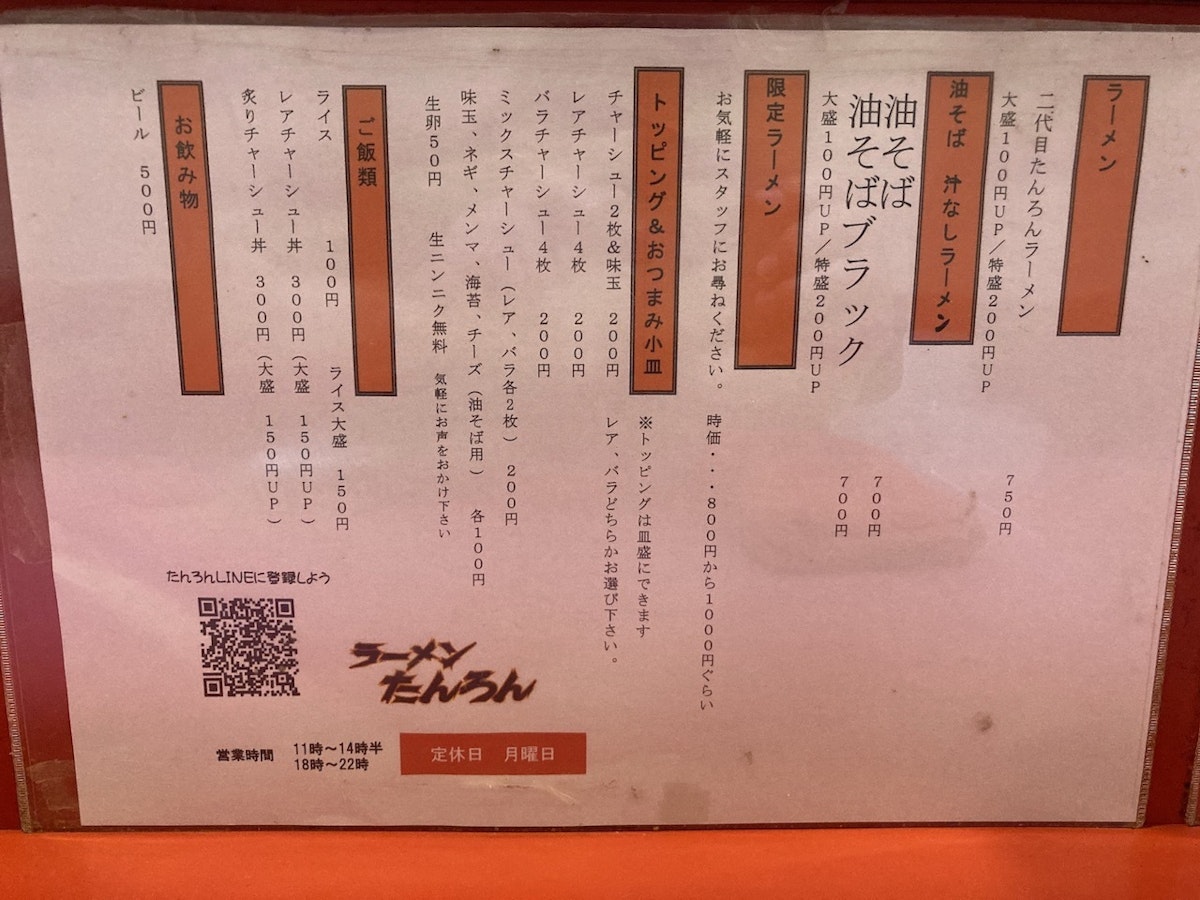 ラーメン
二代目たんろんラーメン　７５０円
大盛１００円ＵＰ／特盛２００円ＵＰ
油そば　汁なしラーメン
油そば　７００円
油そばブラック　７００円
大盛１００円ＵＰ／特盛２００円ＵＰ
限定ラーメン
お気軽にスタッフにお尋ねください。　時価・・・８００円から１０００円ぐらい
トッピング＆おつまみ小皿
※トッピングは皿盛にできます
チャーシュー２枚＆味玉　２００円　レア、バラどちらかお選び下さい。
レアチャーシュー４枚　２００円
バラチャーシュー４枚　２００円
ミックスチャーシュー（レア、バラ各２枚）　２００円
味玉、ネギ、メンマ、海苔、チーズ（油そば用）　各１００円
生卵５０円　生ニンニク無料　気軽にお声をおかけ下さい
ご飯類
ライス　１００円　ライス大盛　１５０円
レアチャーシュー丼　３００円（大盛　１５０円ＵＰ）
炙りチャーシュー丼　３００円（大盛　１５０円ＵＰ）
お飲み物
ビール　５００円
たんろんLINEに登録しよう
ラーメン
たんろん
営業時間　11時～14時半
18時～22時
定休日　月曜日